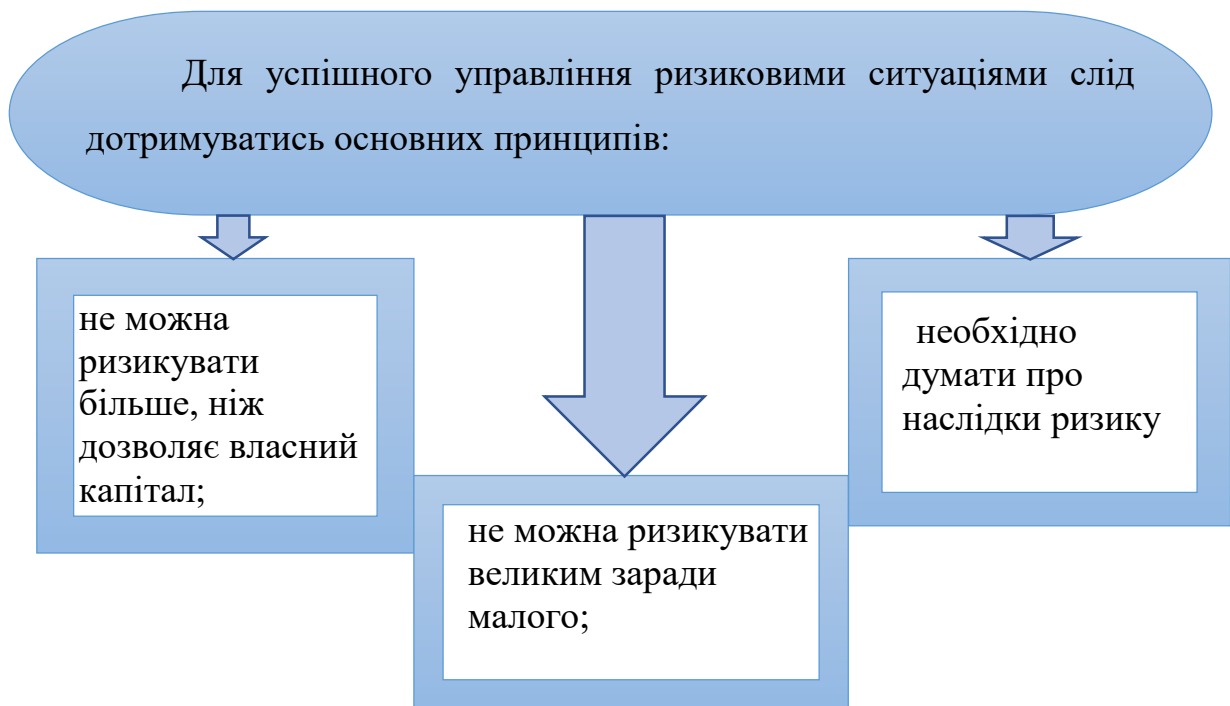 Для успішного управління ризиковими ситуаціями слід
дотримуватись основних принципів:
не можна
ризикувати
більше, ніж
дозволяє власний
капітал;
не можна ризикувати
великим заради
малого;
необхідно
думати про
наслідки ризику